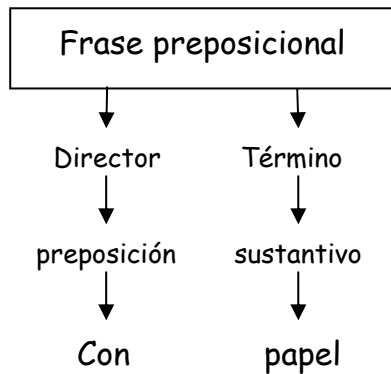 Frase preposicional
Director Término
preposición sustantivo
Con papel